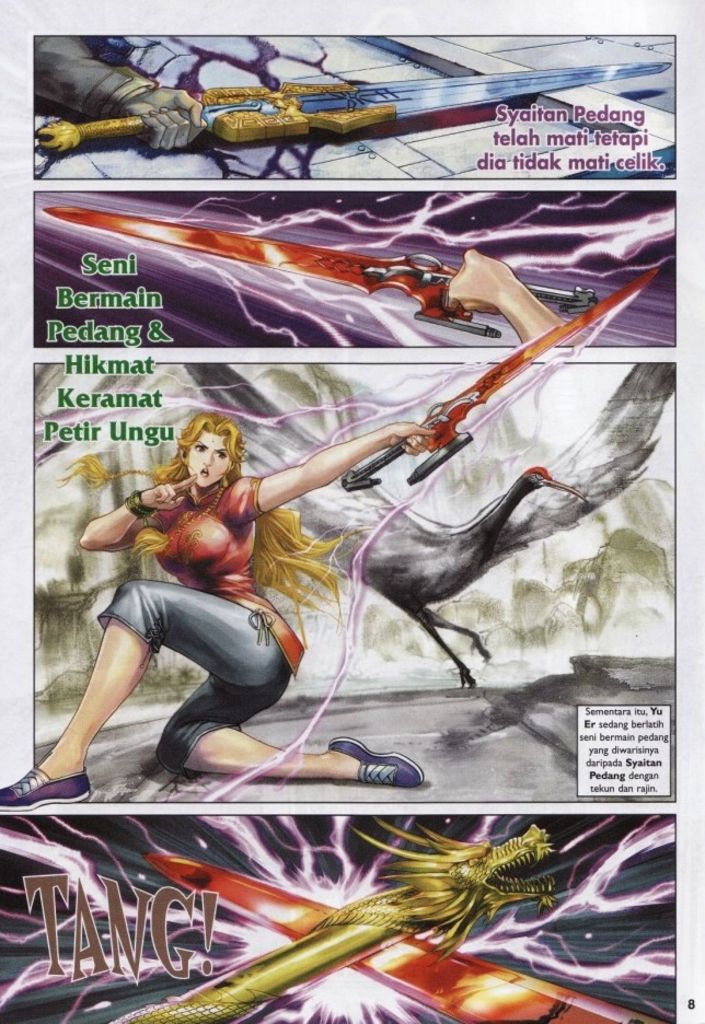 Syaitan Pedang
telah mati tetapi
dia tidak mati celik.
Seni
Bermain
Pedang &
Hikmat
Keramat
Petir Ungu
Sementara itu, Yu
Er sedang berlatih
seni bermain pedang
yang diwarisinya
daripada Syaitan
Pedang dengan
tekun dan rajin.
TANG!
8